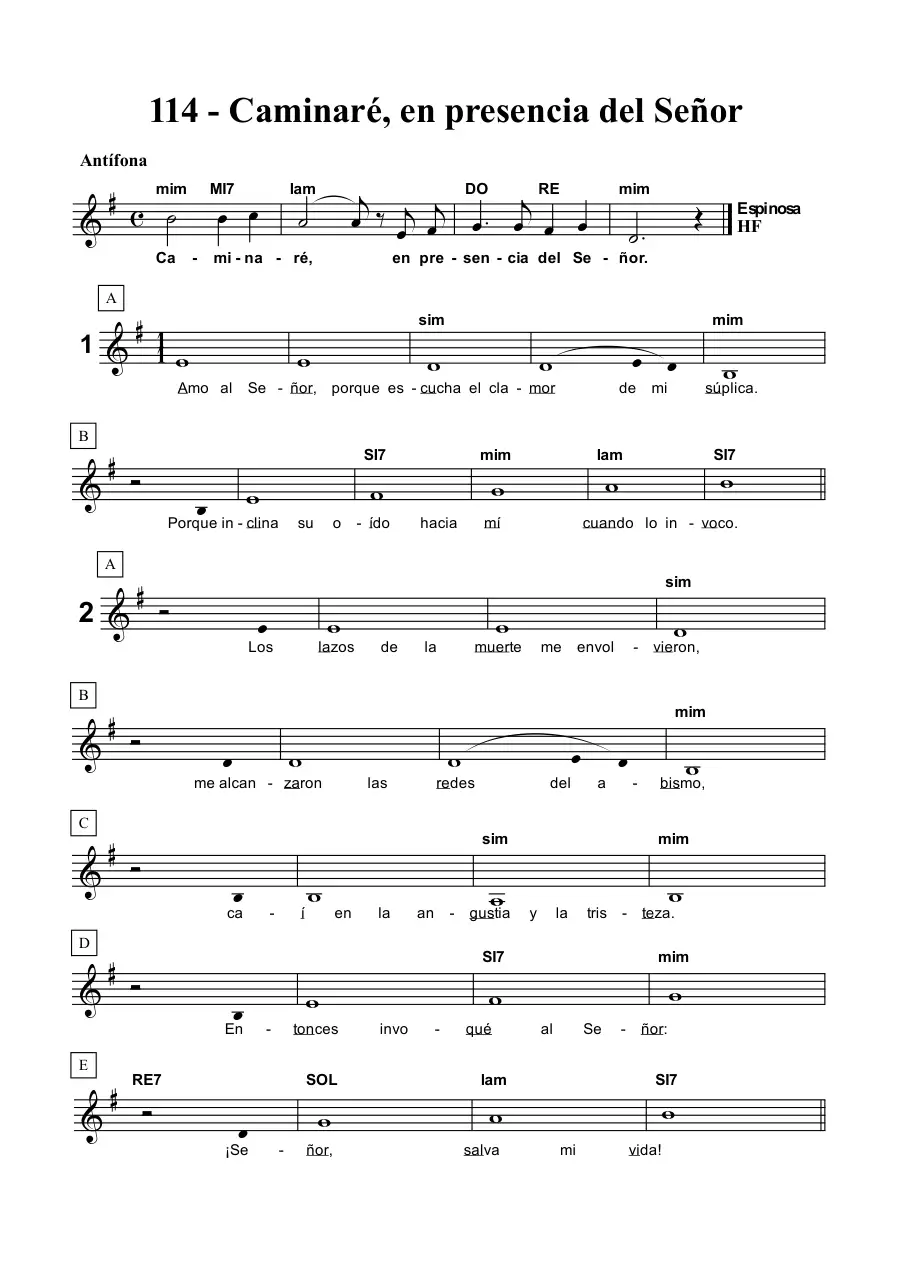 114 - Caminaré, en presencia del Señor
Antífona
mim MI7 lam DO RE mim
Espinosa
HF
Ca - mi - na - ré, en pre - sen - cia del Se - ñor.
A
sim mim
1
Amo al Se - ñor, porque es - cucha el cla - mor de mi súplica.
B
SI7 mim lam SI7
Porque in - clina su o - ído hacia mí cuando lo in - voco.
A
sim
2
Los lazos de la muerte me envol - vieron,
B
mim
me alcan - zaron las redes del a - bismo,
C
sim mim
ca - í en la an - gustia y la tris - teza.
D
SI7 mim
En - tonces invo - qué al Se - ñor:
E
RE7 SOL lam SI7
¡Se - ñor, salva mi vida!